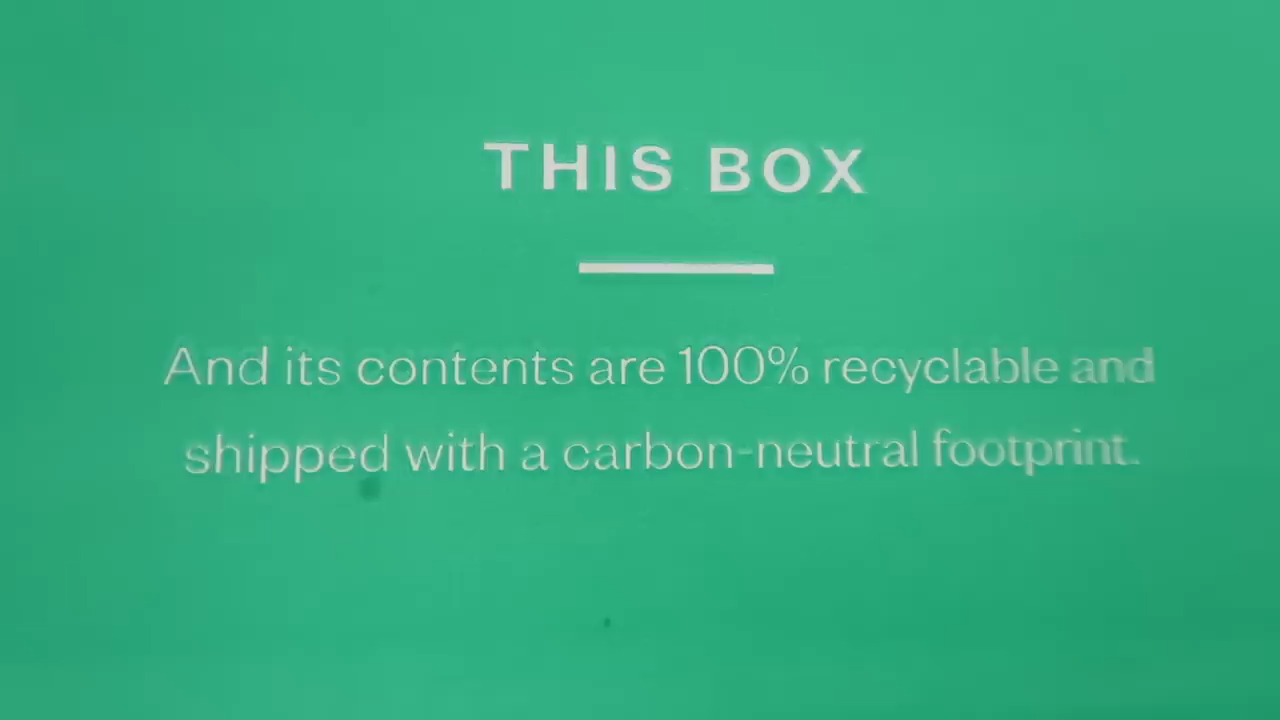 THIS BOX
And its contents are 100% recyclable and
shipped with a carbon-neutral footprint.